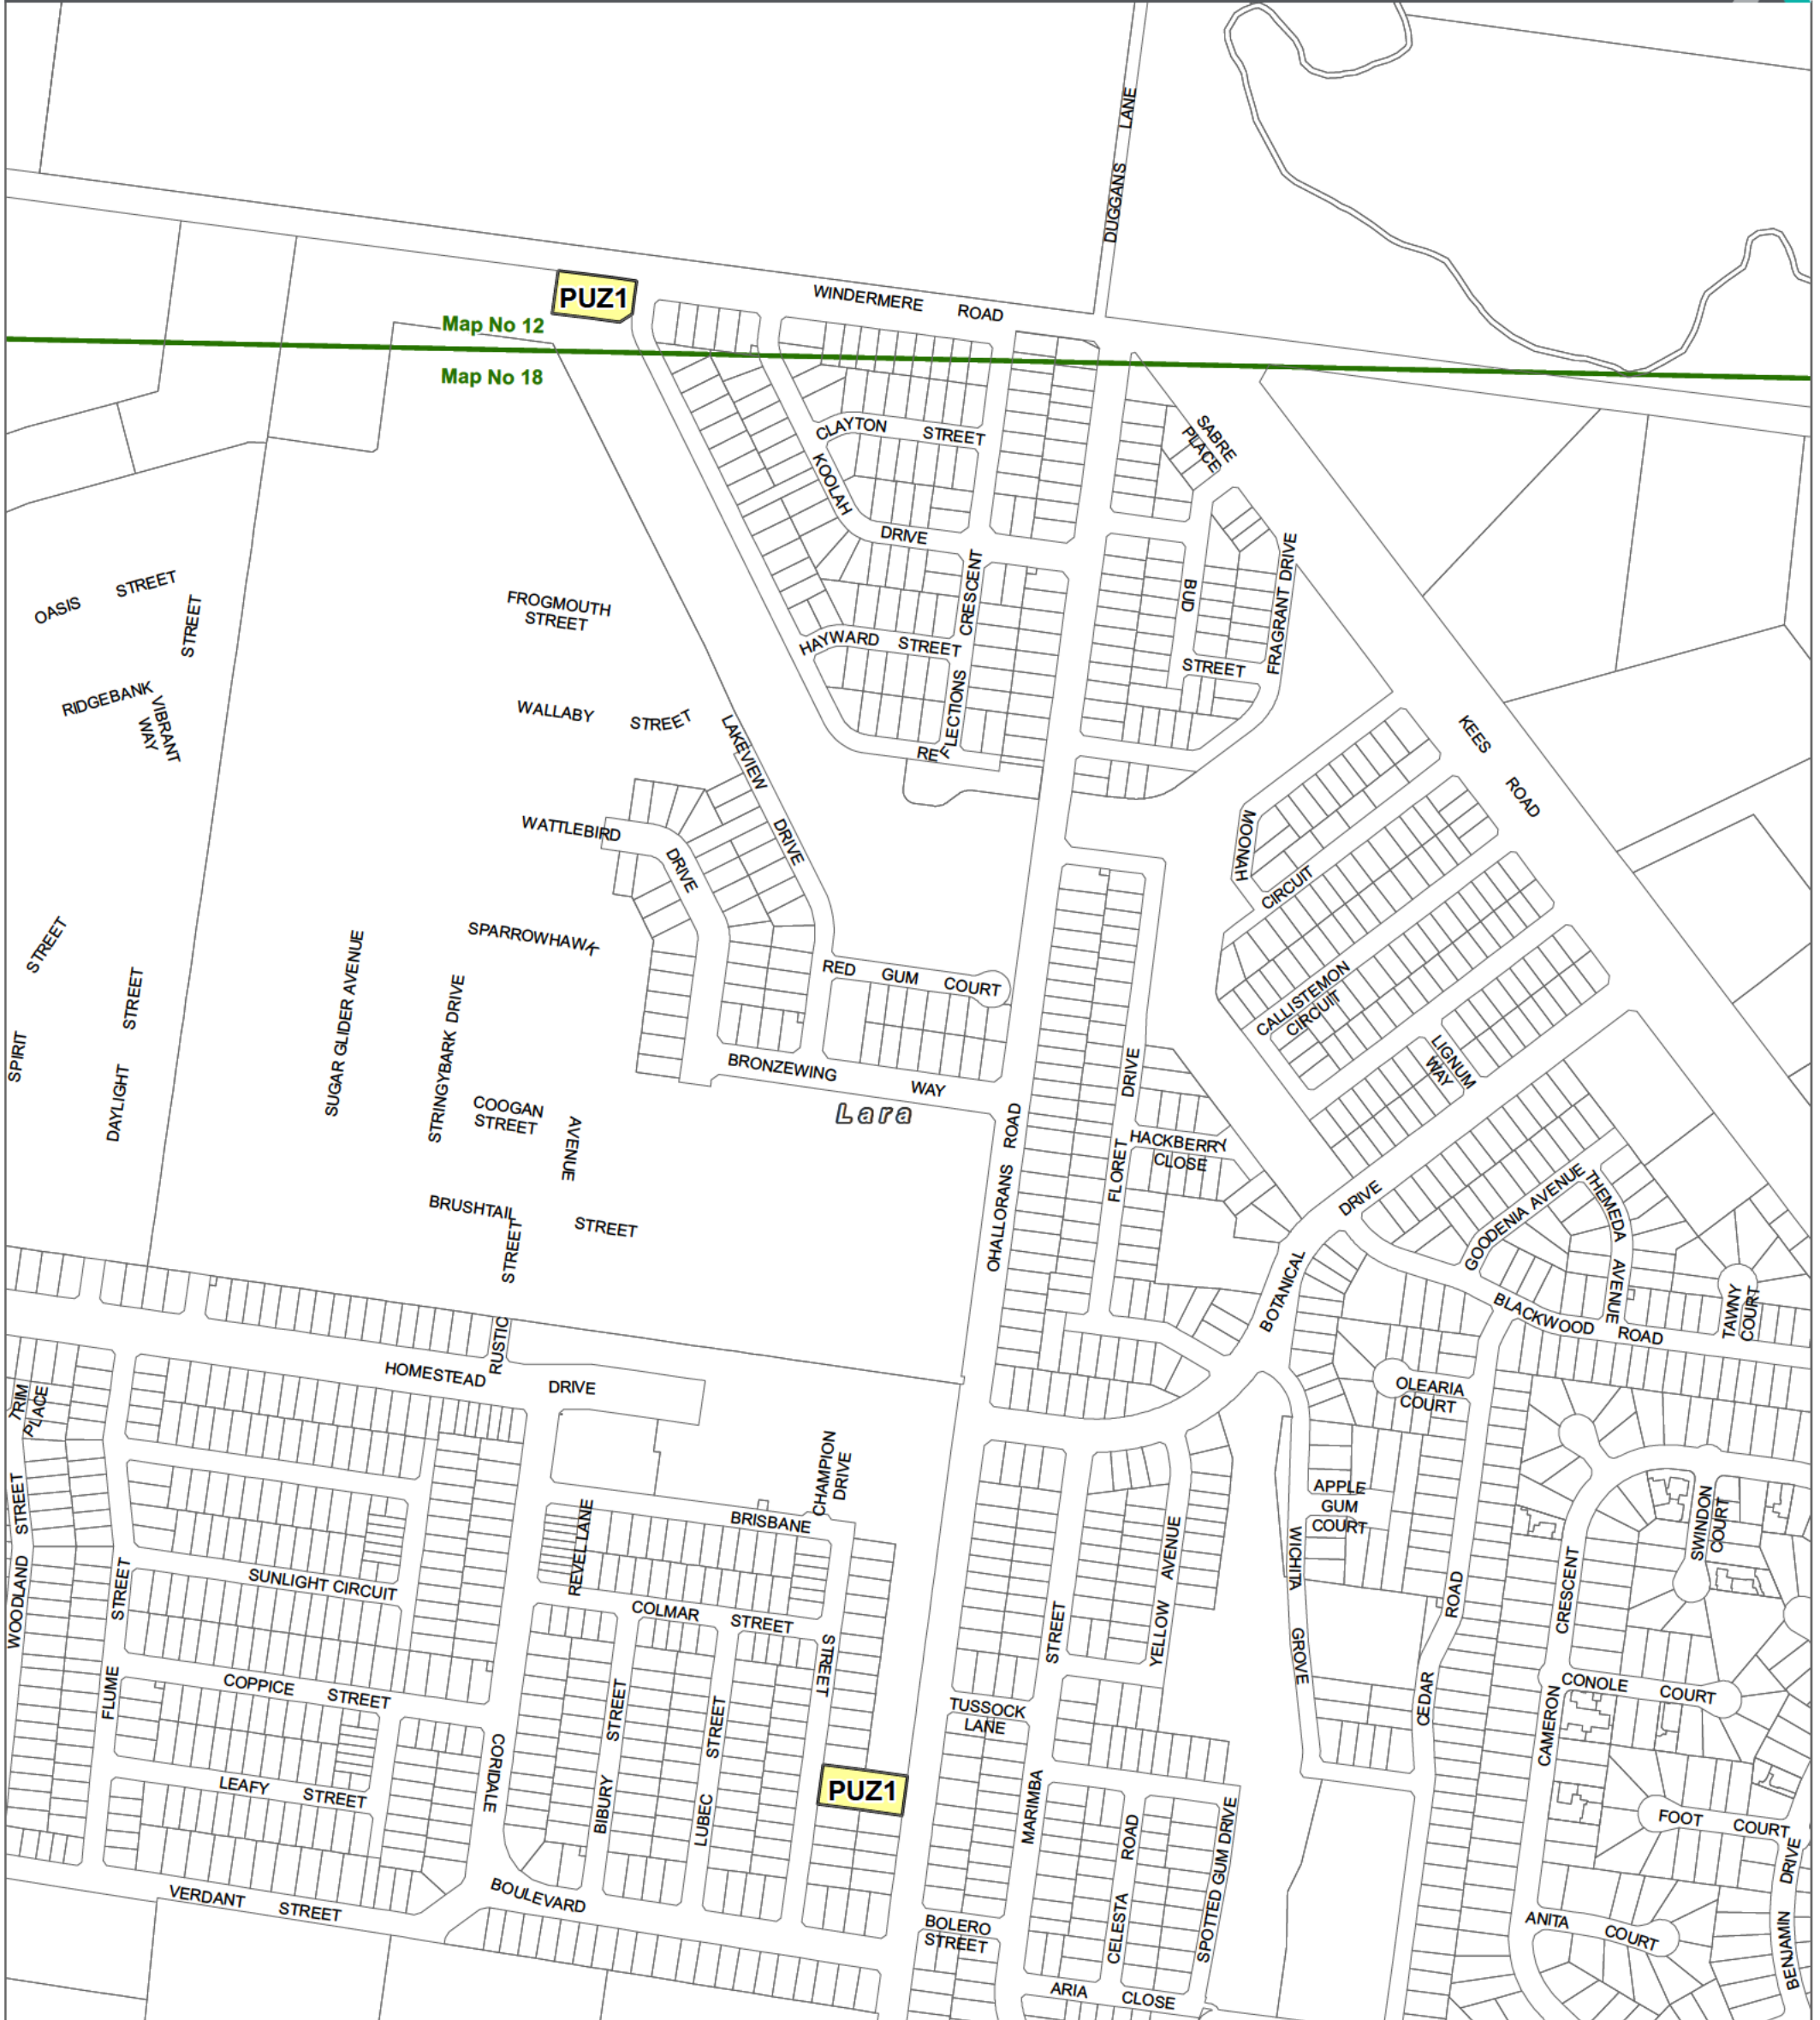 DUGGANS LANE
PUZ1
WINDERMERE ROAD
Map No 12
Map No 18
SABRE
PLACE
CLAYTON STREET
KOOLAH
DRIVE
CRESCENT
FRAGRANT DRIVE
BUD
OASIS STREET
STREET
FROGMOUTH
STREET
HAYWARD STREET
STREET
RIDGEBANK
VIBRANT
WAY
WALLABY STREET
LAKEVIEW
DRIVE
REFLECTIONS
KEES ROAD
WATTLEBIRD
DRIVE
MOONAH
CIRCUIT
STREET
SPARROWHAWK
RED GUM COURT
CALLISTEMON
CIRCUIT
SUGAR GLIDER AVENUE
STRINGYBARK DRIVE
STREET
SPIRIT
DAYLIGHT
BRONZEWING WAY
DRIVE
LIGNUM
WAY
COOGAN
STREET
AVENUE
Lara
OHALLORANS ROAD
FLORET
HACKBERRY
CLOSE
BRUSHTAIL STREET
STREET
DRIVE
GOODENIA AVENUE
THEMEDA
AVENUE
BOTANICAL
BLACKWOOD ROAD
TAWNY
COURT
RUSTIC
HOMESTEAD DRIVE
TRIM
PLACE
OLEARIA
COURT
CHAMPION
DRIVE
APPLE
GUM
COURT
SWINDON
COURT
BRISBANE
REVEL LANE
WOODLAND STREET
SUNLIGHT CIRCUIT
STREET
COLMAR STREET
STREET
STREET
YELLOW AVENUE
WICHITA GROVE
ROAD
CRESCENT
FLUME
COPPICE STREET
STREET
STREET
TUSSOCK
LANE
CEDAR
CONOLE COURT
CAMERON
CORIDALE
LEAFY STREET
BIBURY
LUBEC
PUZ1
MARIMBA
ROAD
SPOTTED GUM DRIVE
FOOT COURT
DRIVE
VERDANT STREET
BOULEVARD
BOLERO
STREET
CELESTA
ANITA COURT
BENJAMIN
ARIA CLOSE